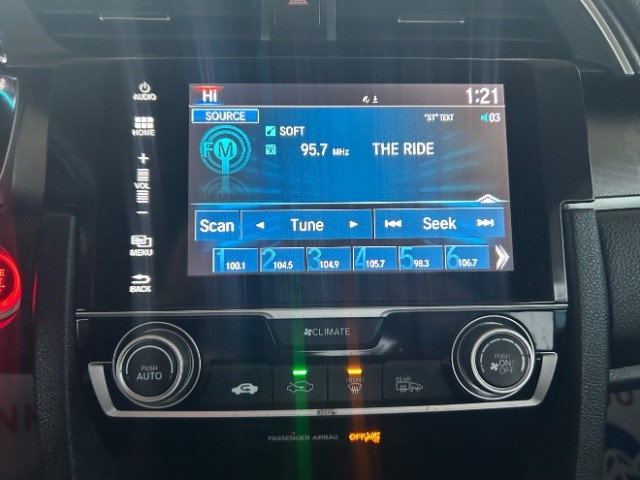 AUDIO
Hi
1:21
SOURCE
"ST" TEXT
03
HOME
SOFT
FM
95.7 MHz THE RIDE
+
VOL
−
Scan
Tune
Seek
MENU
1 100.1
2 104.5
3 104.9
4 105.7
5 98.3
6 106.7
BACK
CLIMATE
PUSH
AUTO
FRONT
REAR
PUSH
ON/
OFF
PASSENGER AIRBAG
OFF